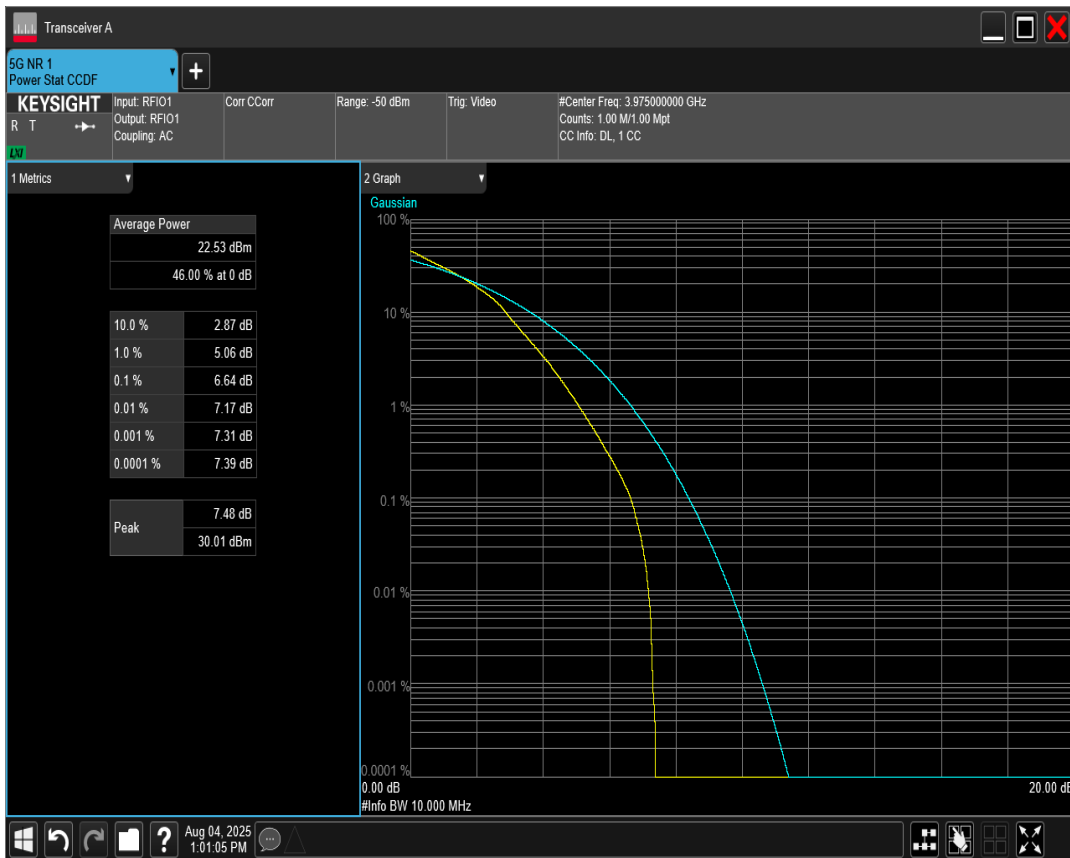 Transceiver A
5G NR 1
Power Stat CCDF
KEYSIGHT
R T
LXI
Input: RFIO1
Output: RFIO1
Coupling: AC
Corr CCorr
Range: -50 dBm
Trig: Video
#Center Freq: 3.975000000 GHz
Counts: 1.00 M/1.00 Mpt
CC Info: DL, 1 CC
1 Metrics
Average Power
22.53 dBm
46.00 % at 0 dB
10.0 % 2.87 dB
1.0 % 5.06 dB
0.1 % 6.64 dB
0.01 % 7.17 dB
0.001 % 7.31 dB
0.0001 % 7.39 dB
Peak
7.48 dB
30.01 dBm
2 Graph
Gaussian
100 %
10 %
1 %
0.1 %
0.01 %
0.001 %
0.0001 %
0.00 dB 20.00 dB
#Info BW 10.000 MHz
?
Aug 04, 2025
1:01:05 PM